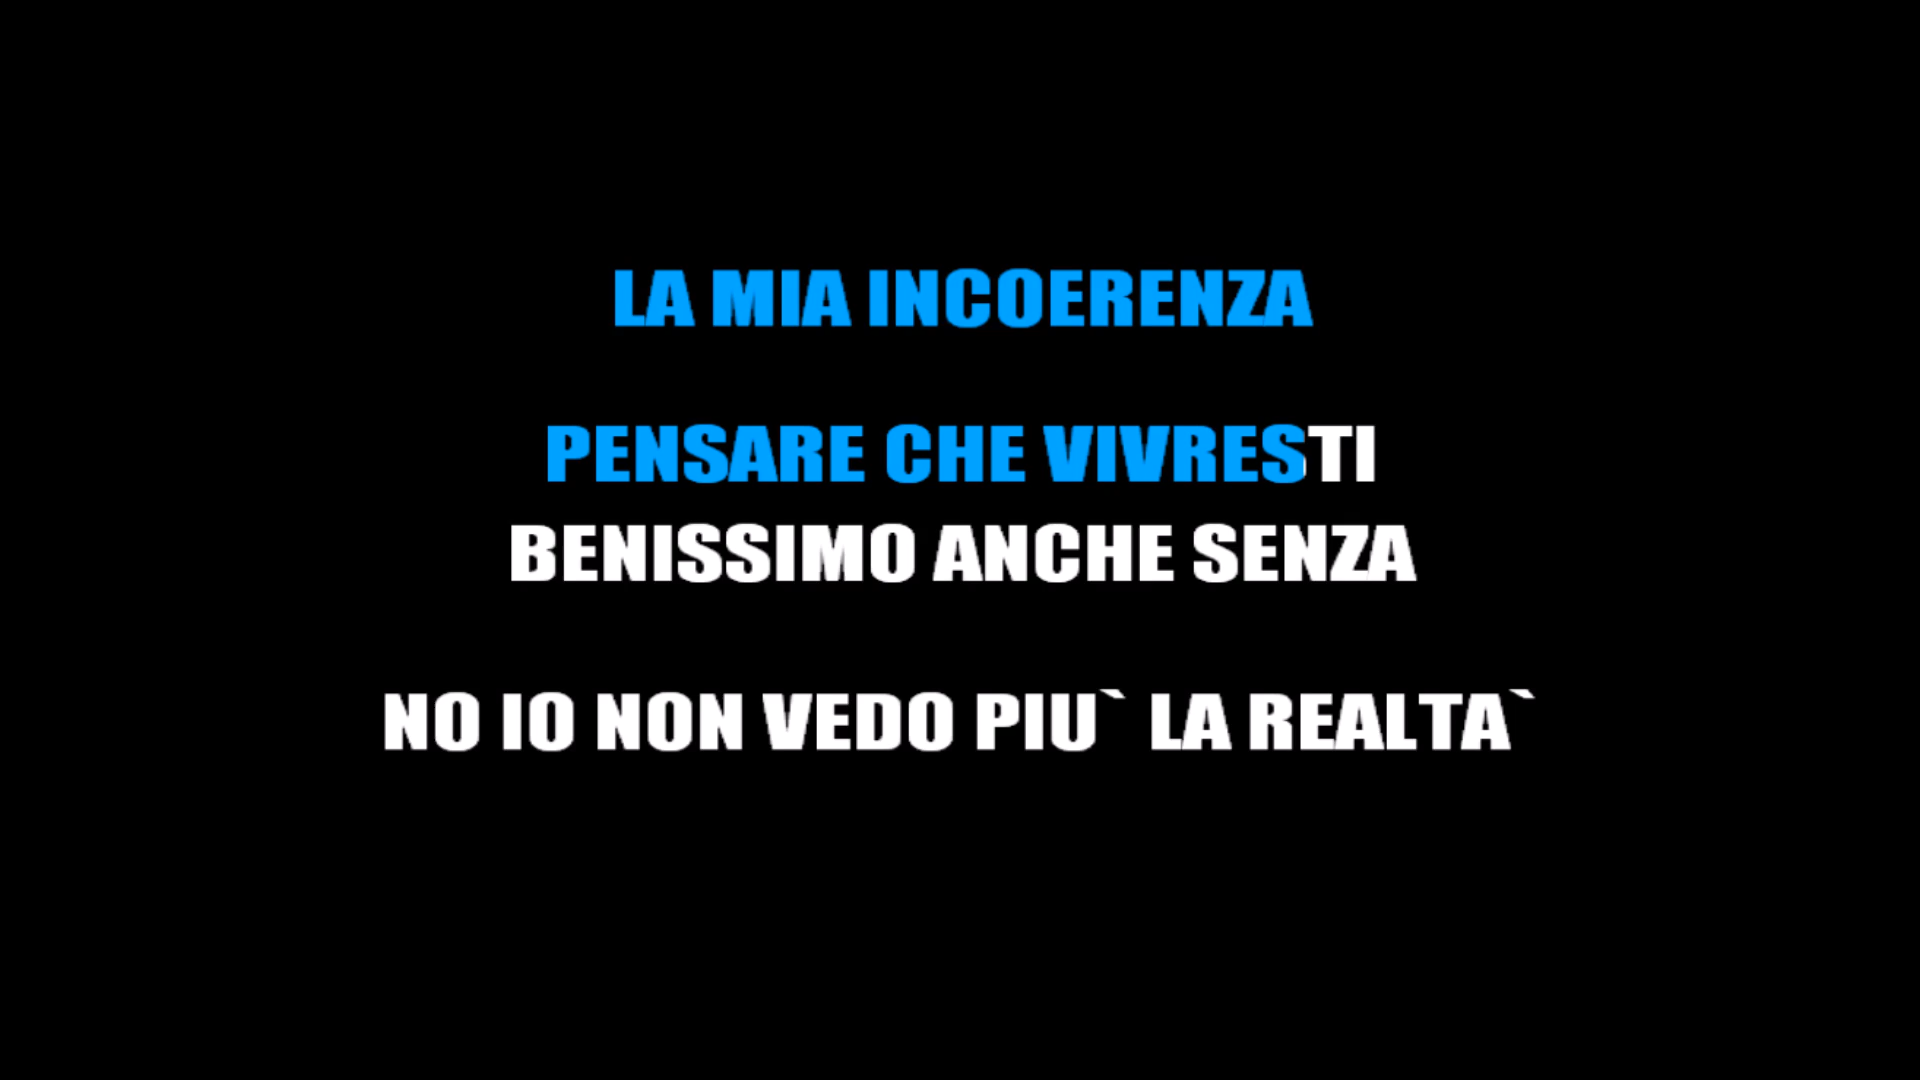 LA MIA INCOERENZA
PENSARE CHE VIVRESTI
BENISSIMO ANCHE SENZA
NO IO NON VEDO PIU` LA REALTA`